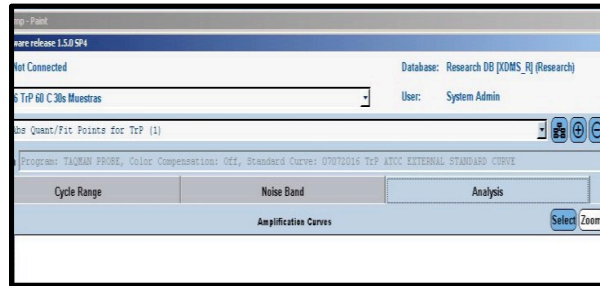 mp - Paint
ware release 1.5.0 SP4
Not Connected
Database: Research DB [XDMS_R] (Research)
6 TrP 60 C 30s Muestras
User: System Admin
Abs Quant/Fit Points for TrP (1)
Program: TAQMAN PROBE, Color Compensation: Off, Standard Curve: 07072016 TrP ATCC EXTERNAL STANDARD CURVE
Cycle Range Noise Band Analysis
Amplification Curves
Select Zoom